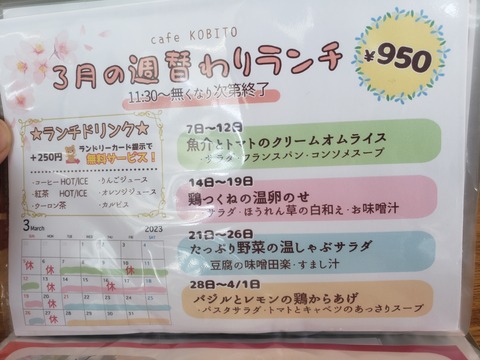 cafe KOBITO
3月の週替わりランチ
¥950
11:30〜無くなり次第終了
★ランチドリンク★
+250円
ランドリーカード展示で
無料サービス!
・コーヒー HOT/ICE ・りんごジュース
・紅茶 HOT/ICE ・オレンジジュース
・ウーロン茶 ・カルピス
3 March 2023
休 休
休 休
休 休
休
7日〜12日
魚介とトマトのクリームオムライス
・サラダ・フランスパン・コンソメスープ
14日〜19日
鶏つくねの温卵のせ
・サラダ・ほうれん草の白和え・お味噌汁
21日〜26日
たっぷり野菜の温しゃぶサラダ
・豆腐の味噌田楽・すまし汁
28日〜4/1日
バジルとレモンの鶏からあげ
・パスタサラダ・トマトとキャベツのあっさりスープ